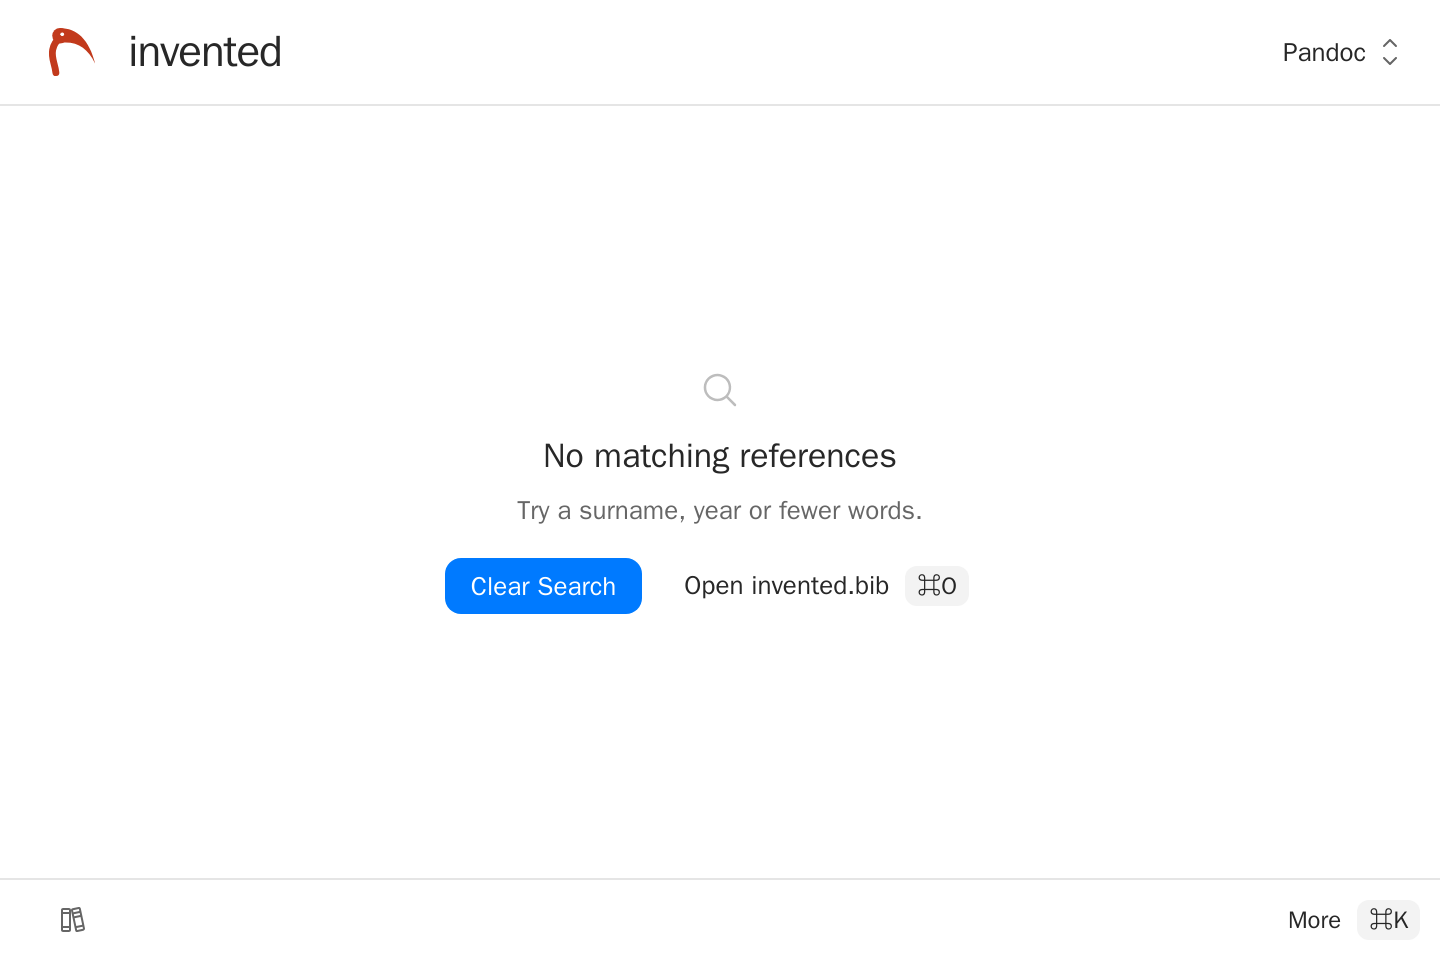 invented
Pandoc
No matching references
Try a surname, year or fewer words.
Clear Search
Open invented.bib ⌘O
More ⌘K